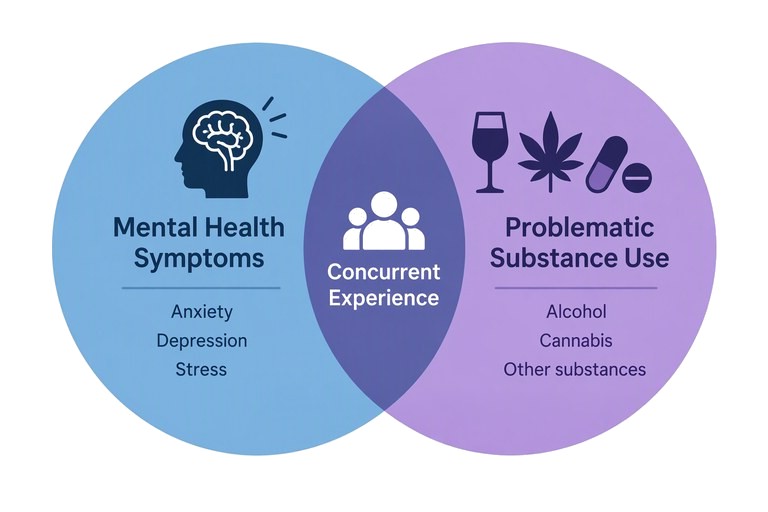 Mental Health
Symptoms
Anxiety
Depression
Stress
Concurrent
Experience
Problematic
Substance Use
Alcohol
Cannabis
Other substances